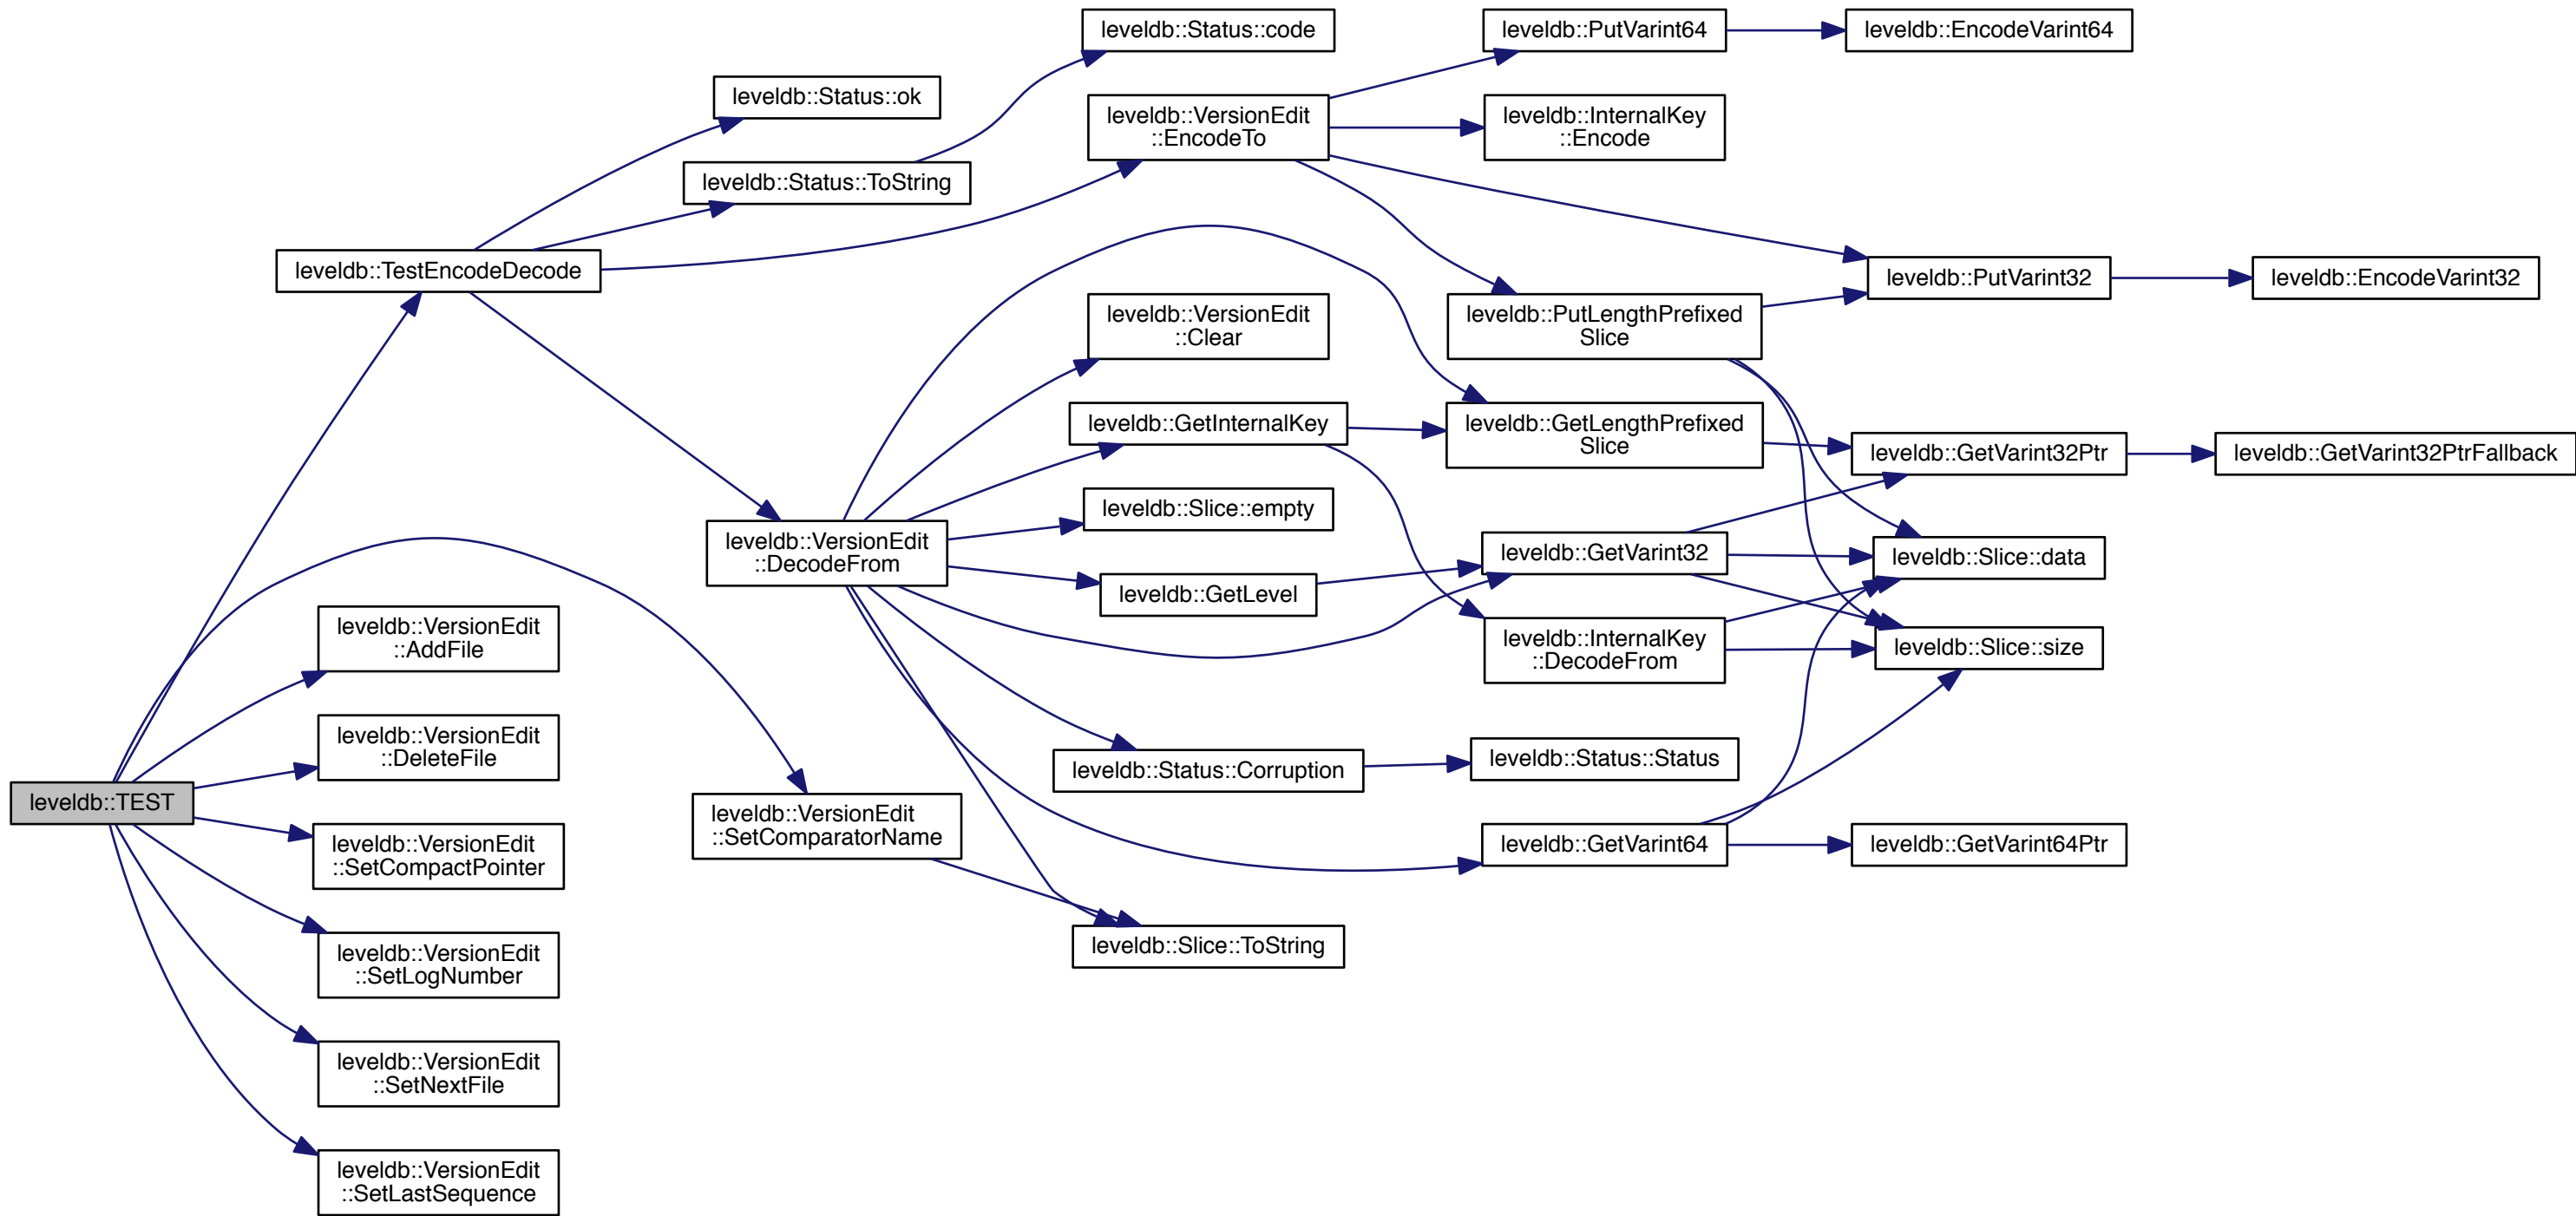 leveldb::Status::code
leveldb::PutVarint64
leveldb::EncodeVarint64
leveldb::Status::ok
leveldb::VersionEdit
::EncodeTo
leveldb::InternalKey
::Encode
leveldb::Status::ToString
leveldb::TestEncodeDecode
leveldb::PutVarint32
leveldb::EncodeVarint32
leveldb::VersionEdit
::Clear
leveldb::PutLengthPrefixed
Slice
leveldb::GetInternalKey
leveldb::GetLengthPrefixed
Slice
leveldb::GetVarint32Ptr
leveldb::GetVarint32PtrFallback
leveldb::Slice::empty
leveldb::VersionEdit
::DecodeFrom
leveldb::GetVarint32
leveldb::Slice::data
leveldb::GetLevel
leveldb::VersionEdit
::AddFile
leveldb::InternalKey
::DecodeFrom
leveldb::Slice::size
leveldb::VersionEdit
::DeleteFile
leveldb::Status::Corruption
leveldb::Status::Status
leveldb::TEST
leveldb::VersionEdit
::SetComparatorName
leveldb::VersionEdit
::SetCompactPointer
leveldb::GetVarint64
leveldb::GetVarint64Ptr
leveldb::Slice::ToString
leveldb::VersionEdit
::SetLogNumber
leveldb::VersionEdit
::SetNextFile
leveldb::VersionEdit
::SetLastSequence